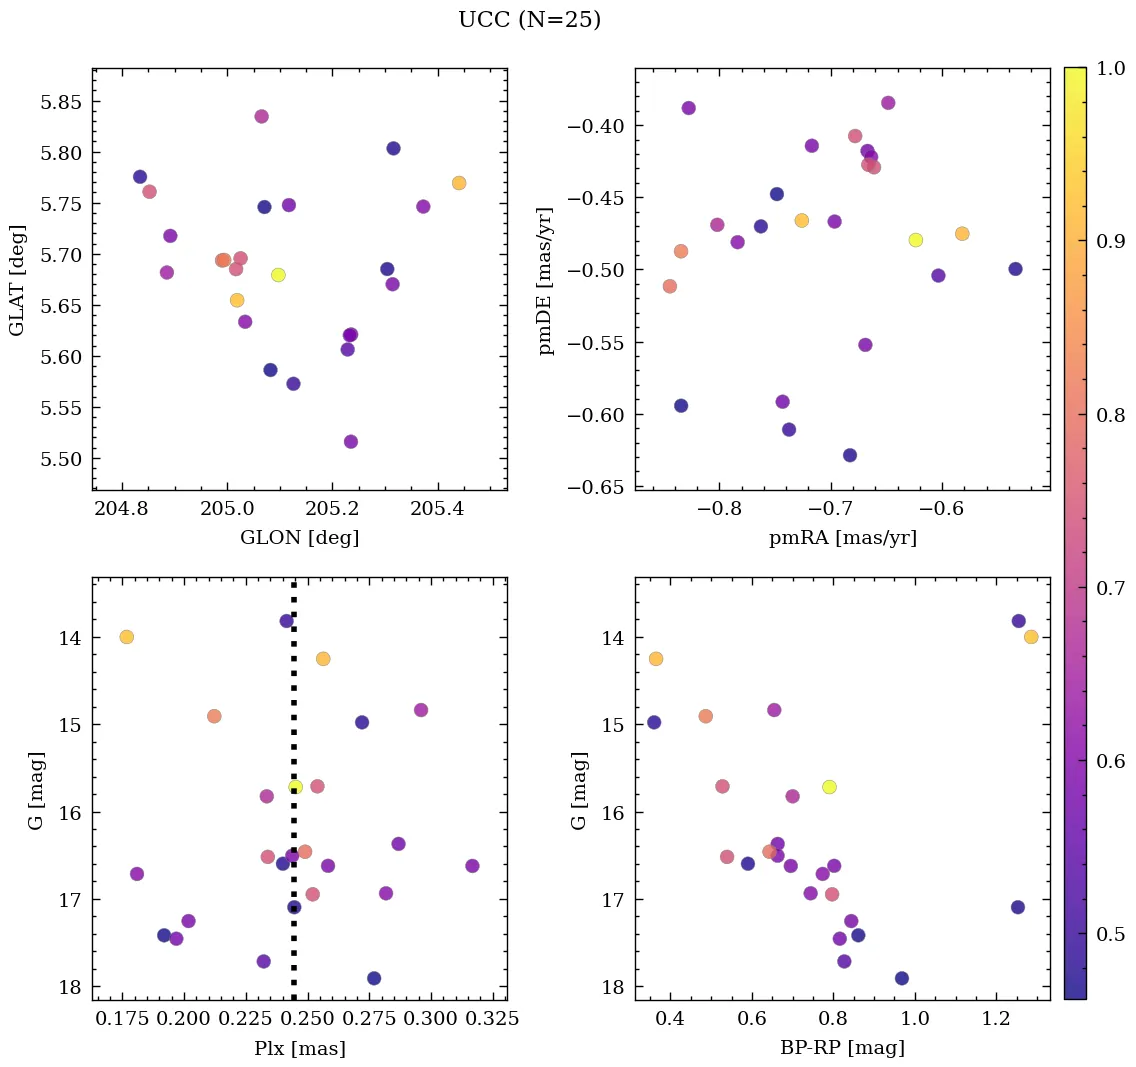 UCC (N=25)
5.85
5.80
5.75
5.70
5.65
5.60
5.55
5.50
GLAT [deg]
204.8 205.0 205.2 205.4
GLON [deg]
−0.40
−0.45
−0.50
−0.55
−0.60
−0.65
pmDE [mas/yr]
−0.8 −0.7 −0.6
pmRA [mas/yr]
14
15
16
17
18
G [mag]
0.175 0.200 0.225 0.250 0.275 0.300 0.325
Plx [mas]
14
15
16
17
18
G [mag]
0.4 0.6 0.8 1.0 1.2
BP-RP [mag]
1.0
0.9
0.8
0.7
0.6
0.5